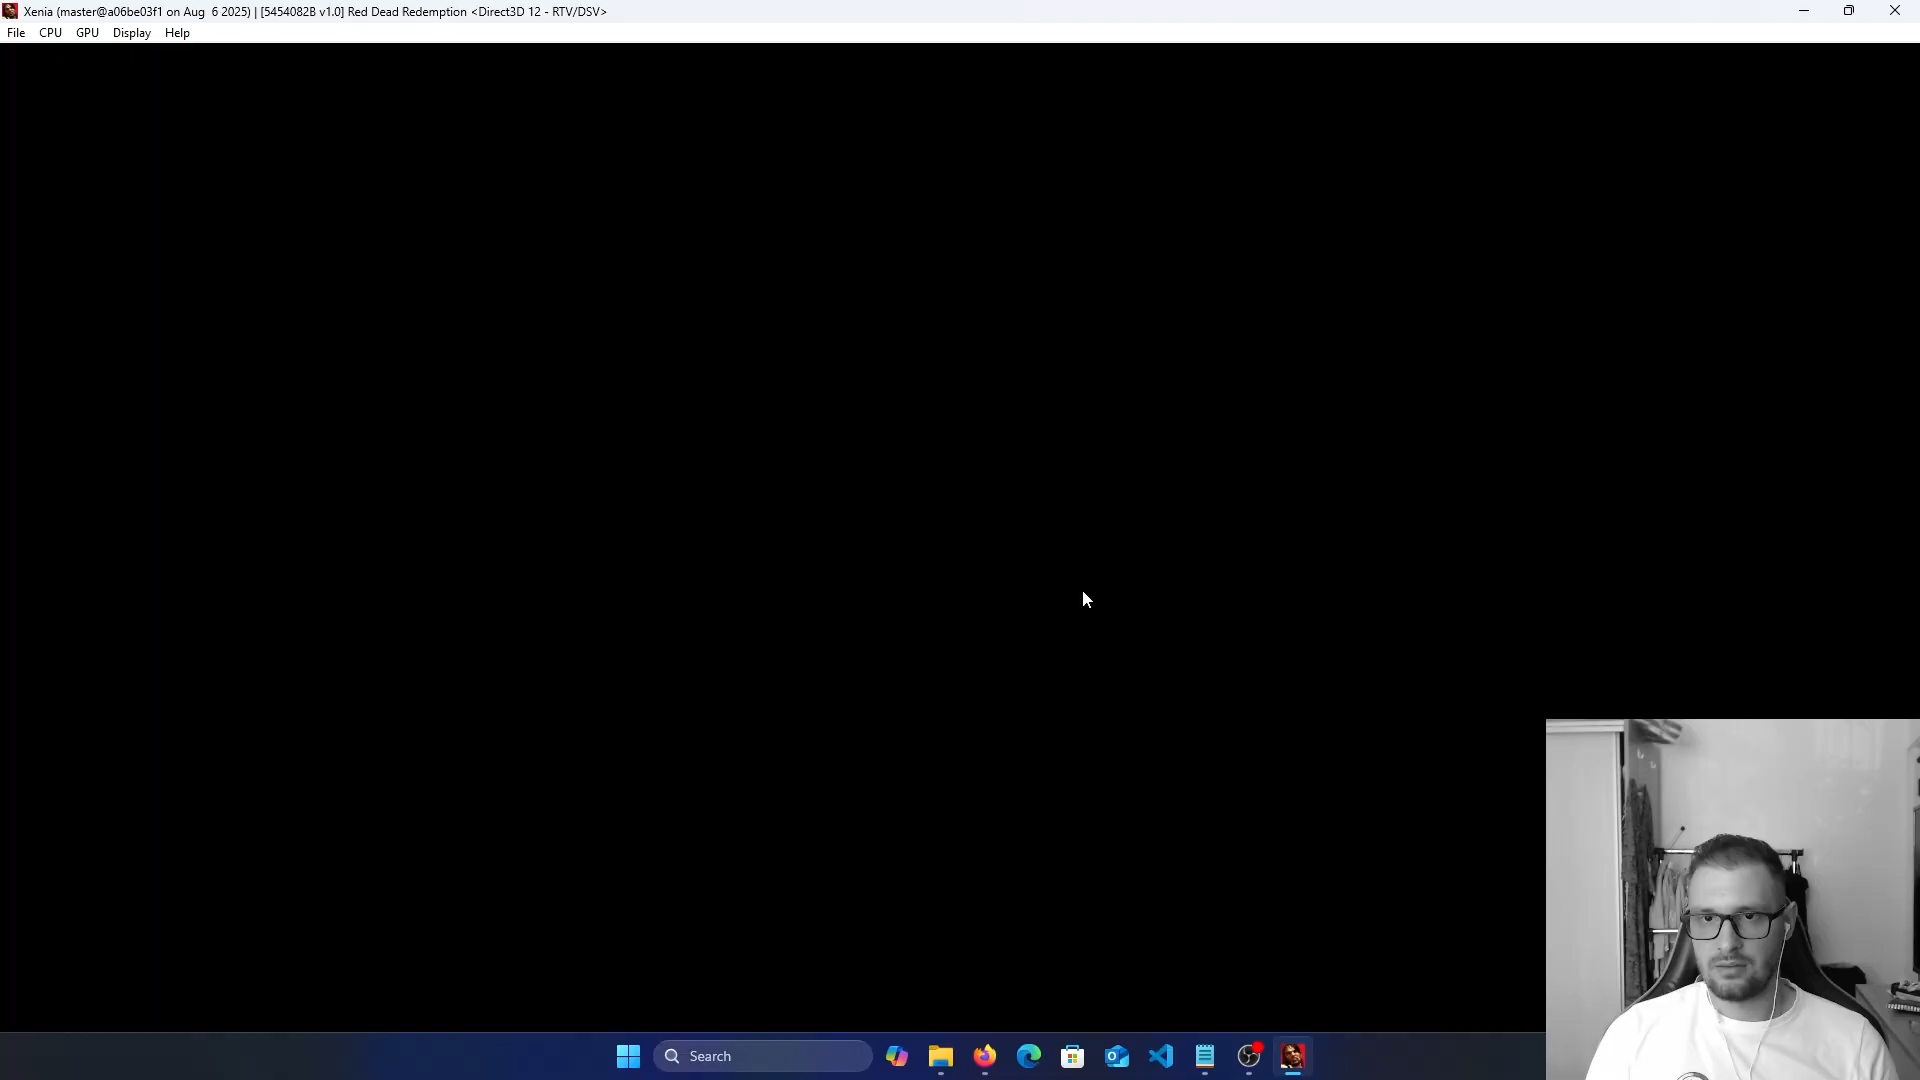 Xenia (master@a06be03f1 on Aug  6 2025) | [5454082B v1.0] Red Dead Redemption <Direct3D 12 - RTV/DSV>
File CPU GPU Display Help
Search